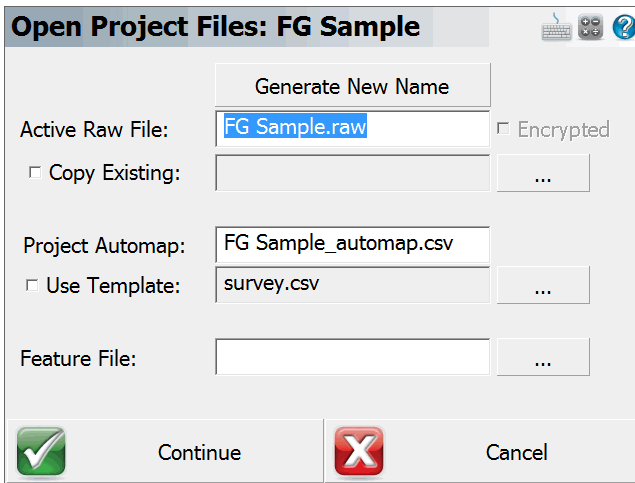 Open Project Files: FG Sample
Generate New Name
Active Raw File: FG Sample.raw Encrypted
Copy Existing: ...
Project Automap: FG Sample_automap.csv
Use Template: survey.csv ...
Feature File: ...
Continue Cancel